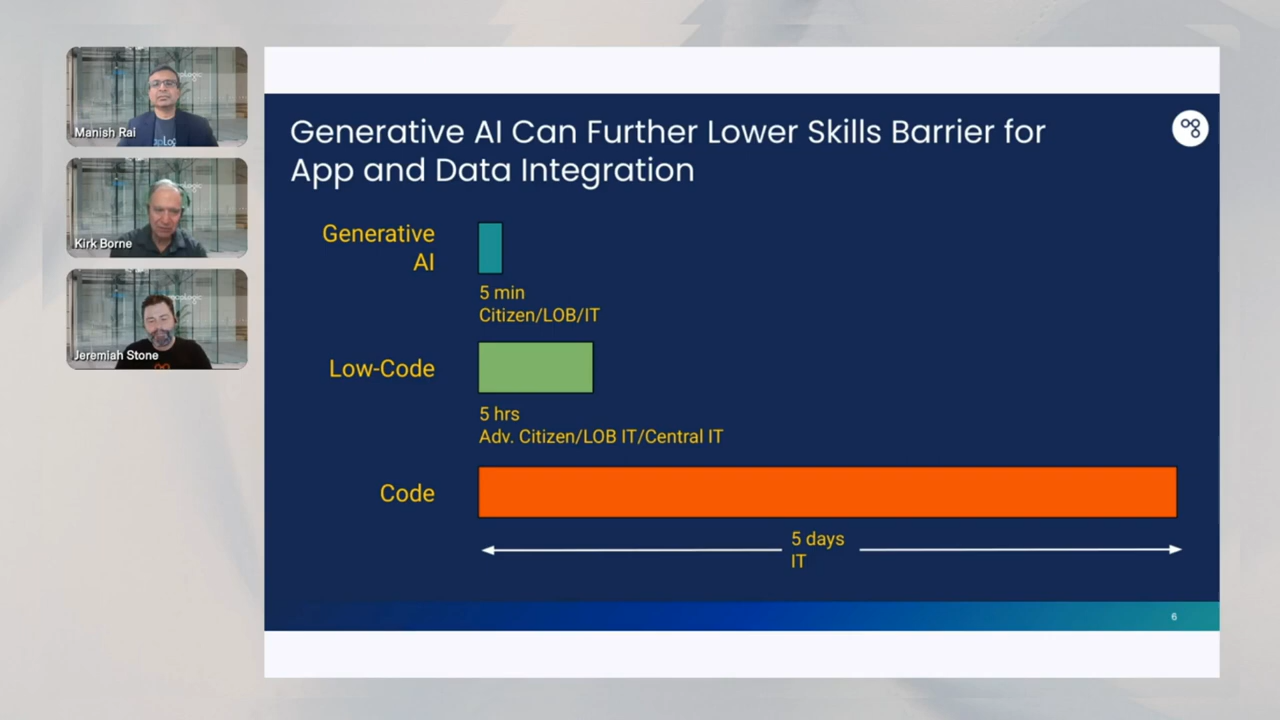 Manish Rai
Kirk Borne
Jeremiah Stone
Generative AI Can Further Lower Skills Barrier for
App and Data Integration
Generative
AI
5 min
Citizen/LOB/IT
Low-Code
5 hrs
Adv. Citizen/LOB IT/Central IT
Code
5 days
IT
6